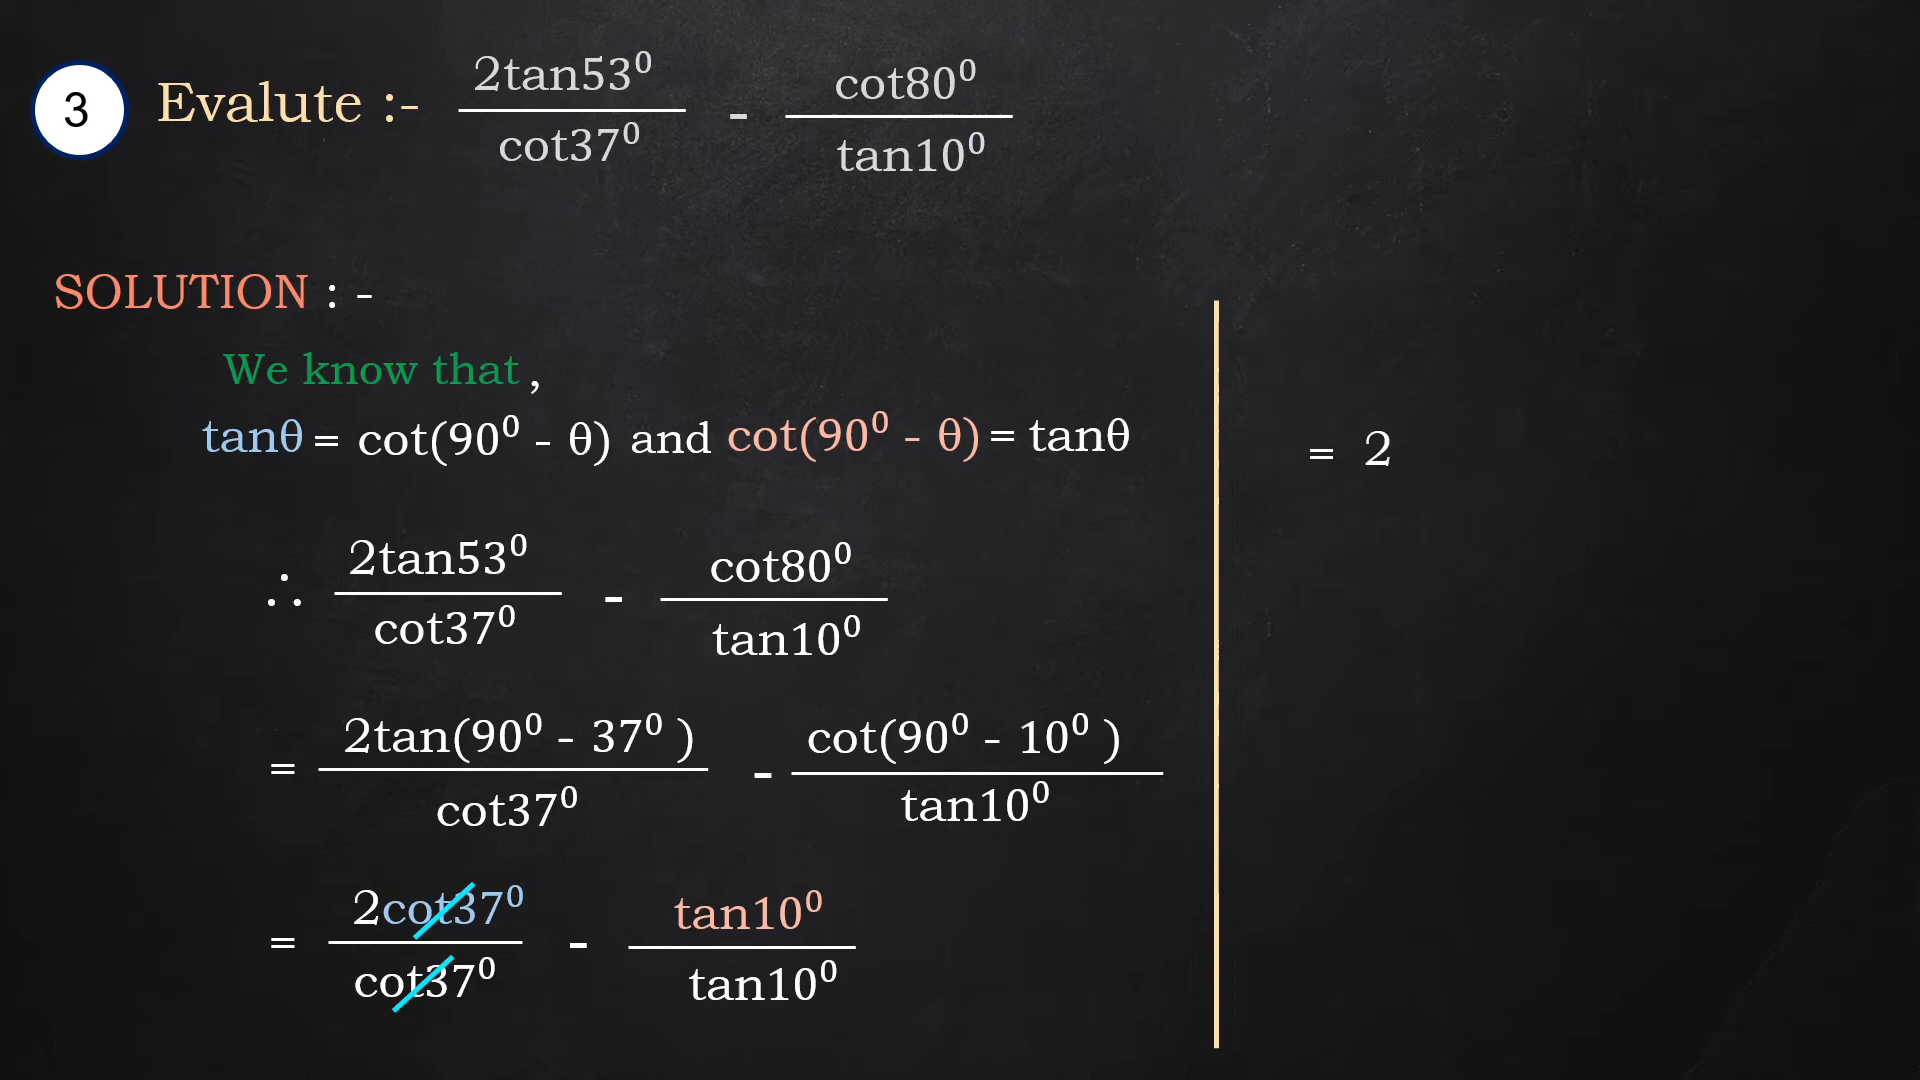 3 Evalute :- 2tan53⁰ / cot37⁰ - cot80⁰ / tan10⁰
SOLUTION : -
We know that ,
tanθ = cot(90⁰ - θ) and cot(90⁰ - θ) = tanθ
∴ 2tan53⁰ / cot37⁰ - cot80⁰ / tan10⁰
= 2tan(90⁰ - 37⁰ ) / cot37⁰ - cot(90⁰ - 10⁰ ) / tan10⁰
= 2cot37⁰ / cot37⁰ - tan10⁰ / tan10⁰
= 2